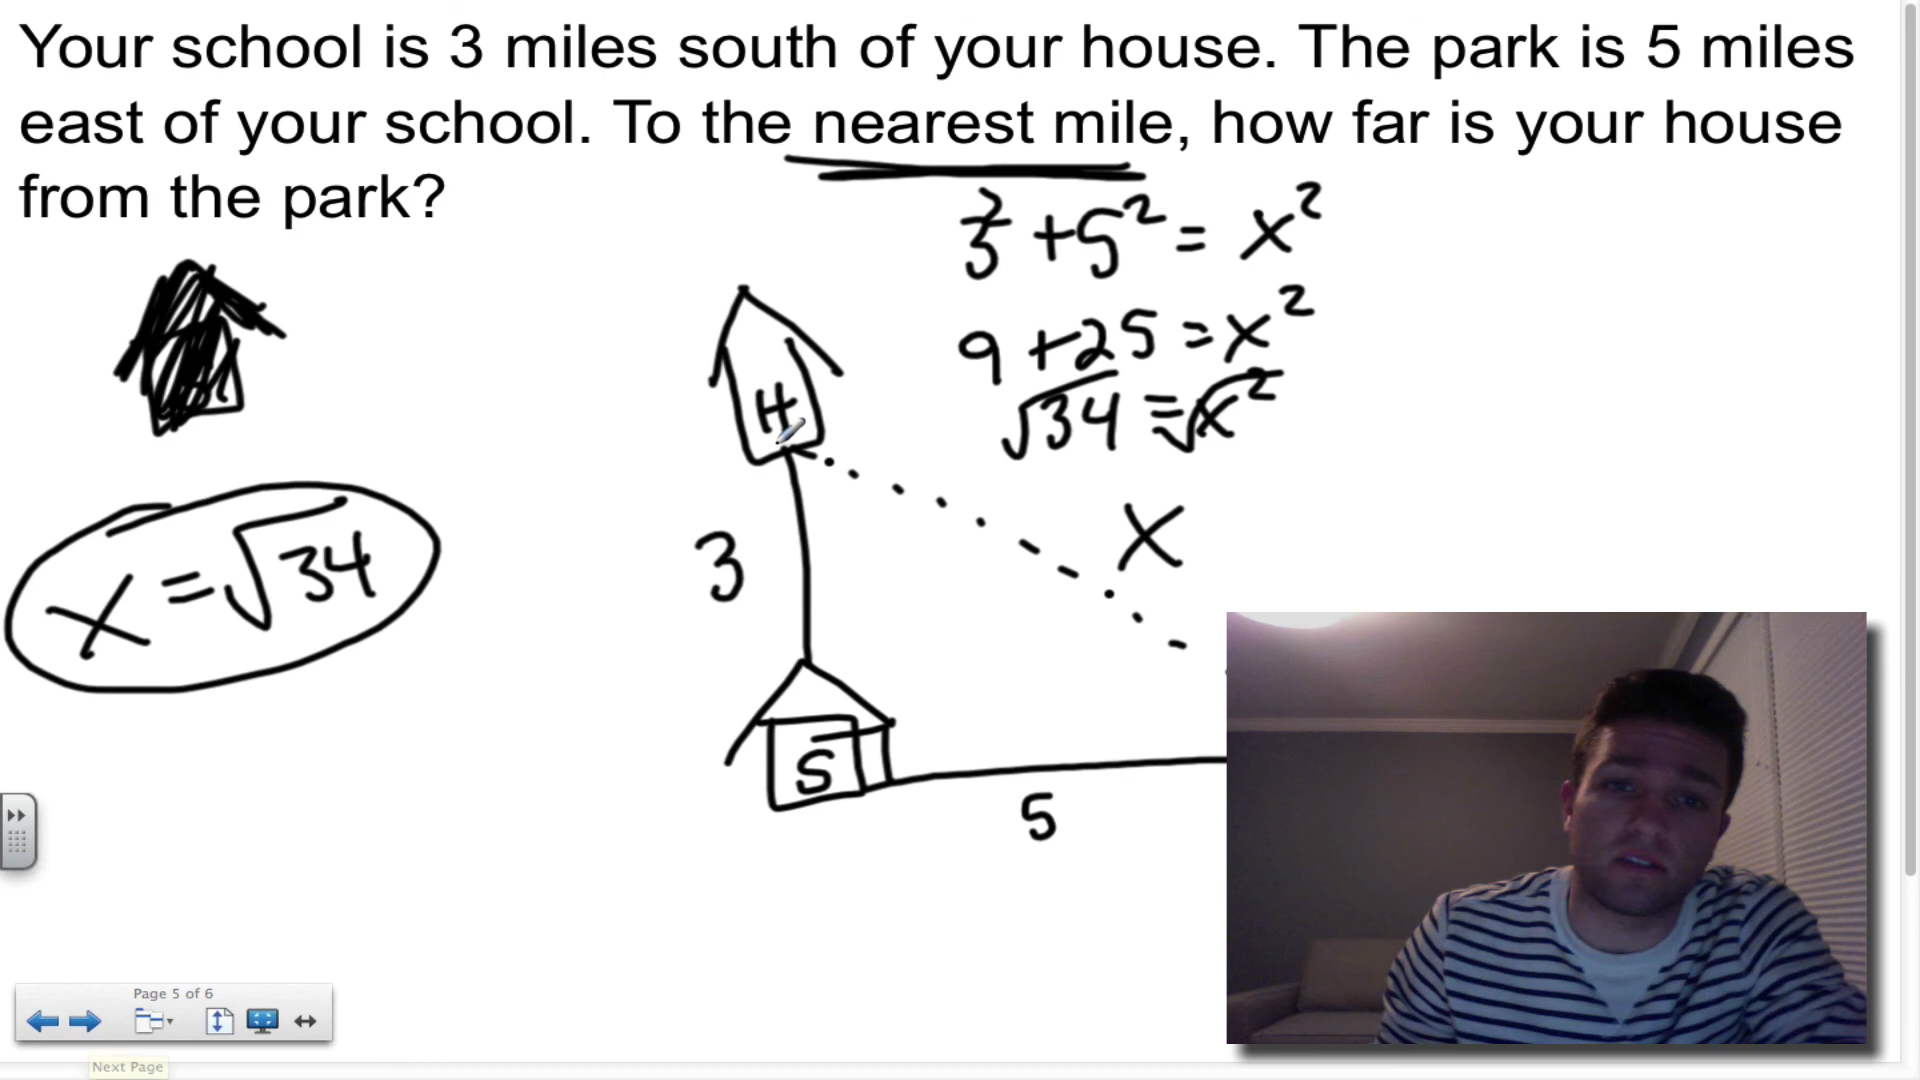 Your school is 3 miles south of your house. The park is 5 miles
east of your school. To the nearest mile, how far is your house
from the park?
3² + 5² = x²
9 + 25 = x²
√34 = √x²
H
x
3
x = √34
S
5
Page 5 of 6
Next Page